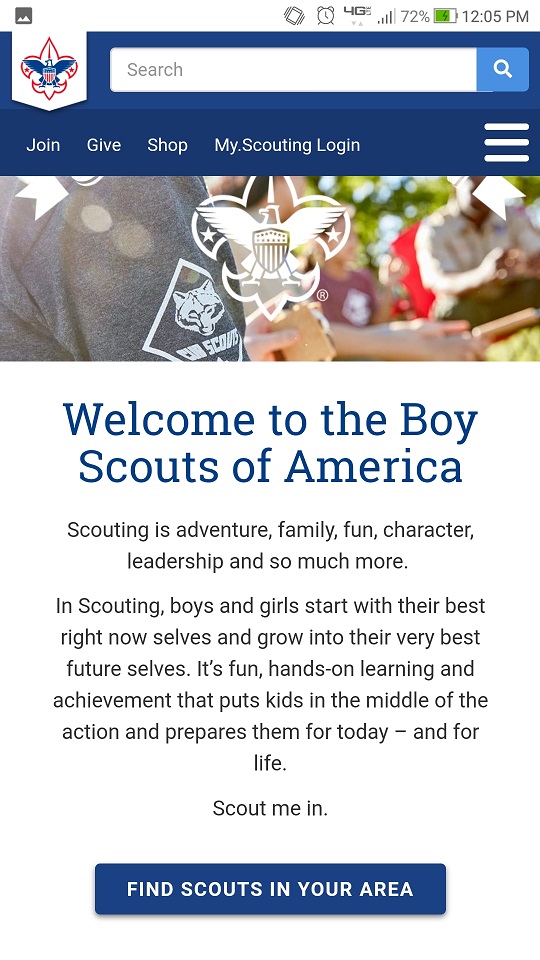 4G LTE 72% 12:05 PM
Search
Join Give Shop My.Scouting Login
®
CUB SCOUTS
Welcome to the Boy
Scouts of America
Scouting is adventure, family, fun, character,
leadership and so much more.
In Scouting, boys and girls start with their best
right now selves and grow into their very best
future selves. It’s fun, hands-on learning and
achievement that puts kids in the middle of the
action and prepares them for today – and for
life.
Scout me in.
FIND SCOUTS IN YOUR AREA